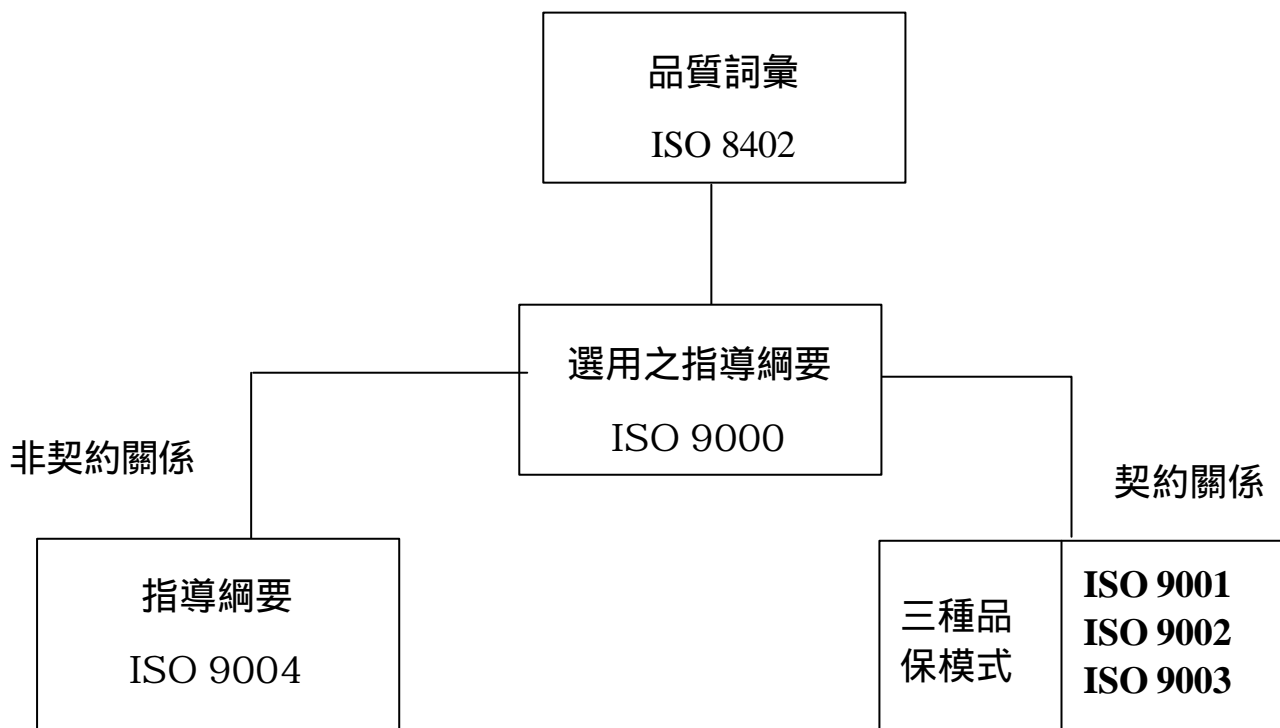 品質詞彙
ISO 8402
選用之指導綱要
ISO 9000
非契約關係
契約關係
指導綱要
ISO 9004
三種品
保模式
ISO 9001
ISO 9002
ISO 9003